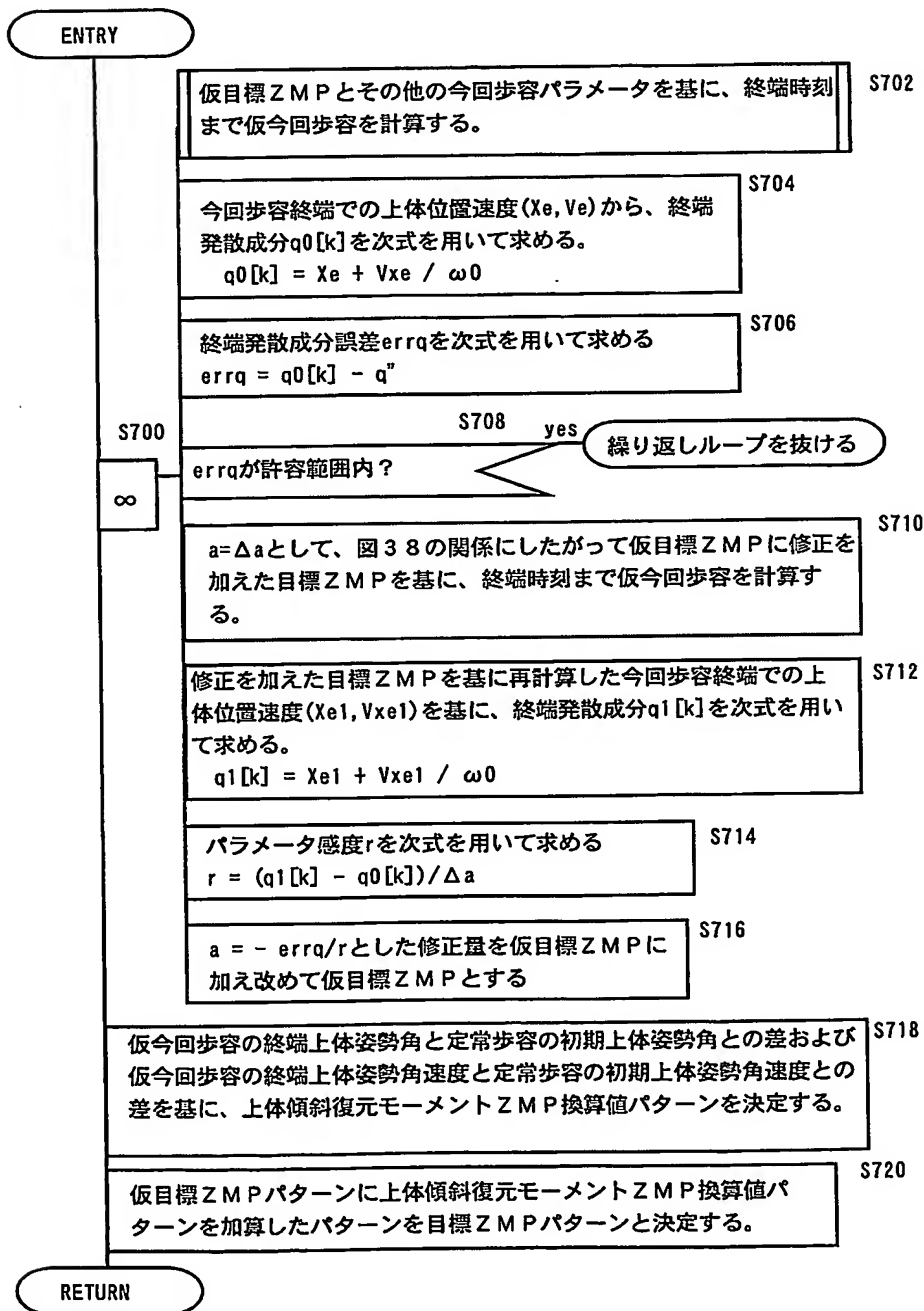 ENTRY
仮目標ZMPとその他の今回歩容パラメータを基に、終端時刻
まで仮今回歩容を計算する。
S702
S704
今回歩容終端での上体位置速度(Xe,Ve)から、終端
発散成分q0[k]を次式を用いて求める。
q0[k] = Xe + Vxe / ω0
S706
終端発散成分誤差errqを次式を用いて求める
errq = q0[k] - q"
S700
∞
S708
errqが許容範囲内?
yes
繰り返しループを抜ける
S710
a=Δaとして、図38の関係にしたがって仮目標ZMPに修正を
加えた目標ZMPを基に、終端時刻まで仮今回歩容を計算す
る。
S712
修正を加えた目標ZMPを基に再計算した今回歩容終端での上
体位置速度(Xe1,Vxe1)を基に、終端発散成分q1[k]を次式を用い
て求める。
q1[k] = Xe1 + Vxe1 / ω0
S714
パラメータ感度rを次式を用いて求める
r = (q1[k] - q0[k])/Δa
S716
a = - errq/rとした修正量を仮目標ZMPに
加え改めて仮目標ZMPとする
S718
仮今回歩容の終端上体姿勢角と定常歩容の初期上体姿勢角との差および
仮今回歩容の終端上体姿勢角速度と定常歩容の初期上体姿勢角速度との
差を基に、上体傾斜復元モーメントZMP換算値パターンを決定する。
S720
仮目標ZMPパターンに上体傾斜復元モーメントZMP換算値パ
ターンを加算したパターンを目標ZMPパターンと決定する。
RETURN